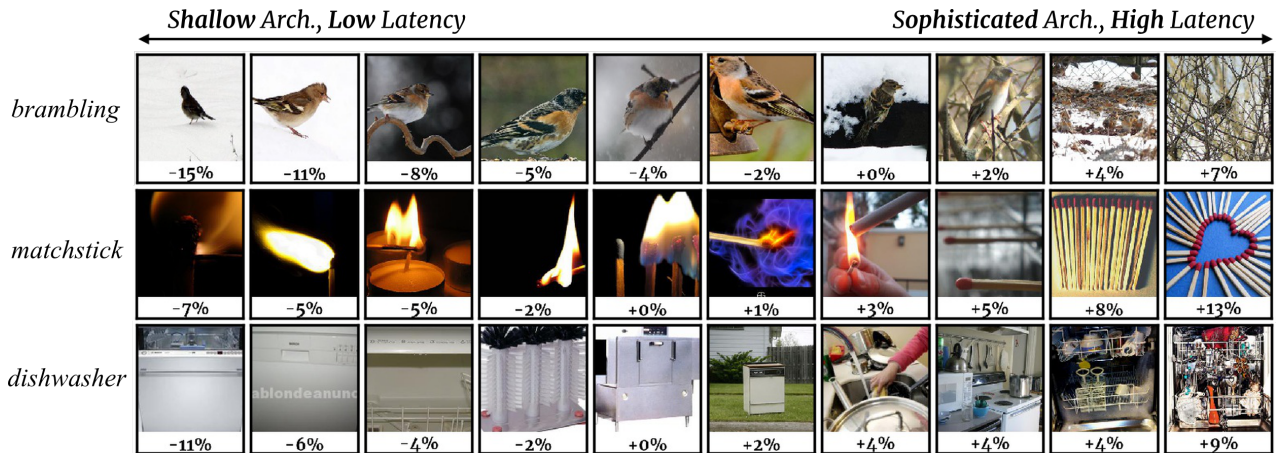 Shallow Arch., Low Latency
Sophisticated Arch., High Latency
brambling
-15% -11% -8% -5% -4% -2% +0% +2% +4% +7%
matchstick
-7% -5% -5% -2% +0% +1% +3% +5% +8% +13%
dishwasher
ablondeanunc
-11% -6% -4% -2% +0% +2% +4% +4% +4% +9%